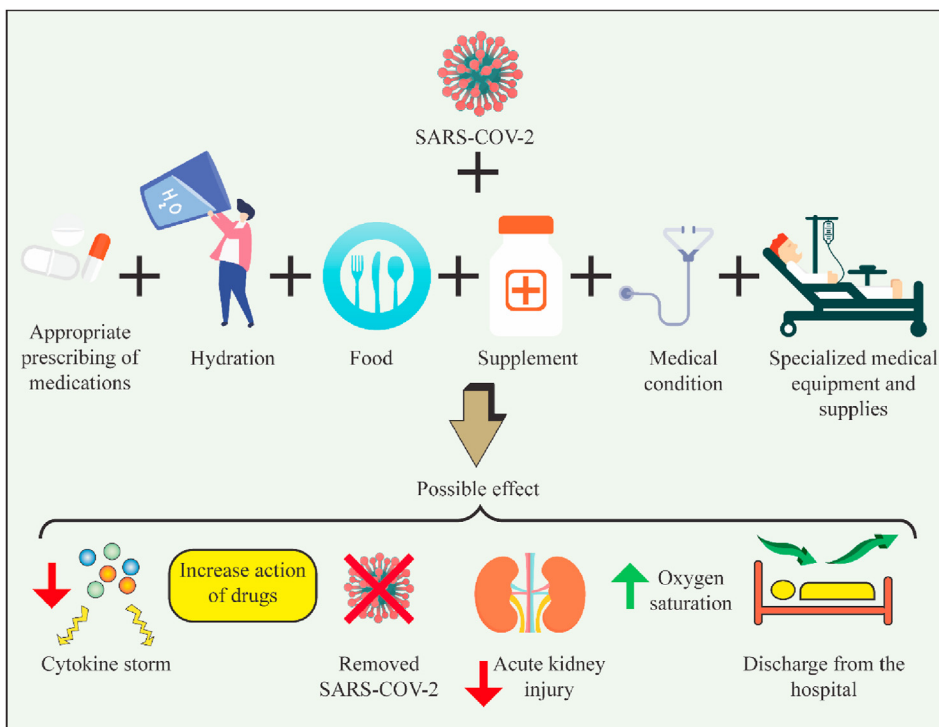 SARS-COV-2
H₂O
Appropriate
prescribing of
medications
Hydration
Food
Supplement
Medical
condition
Specialized medical
equipment and
supplies
Possible effect
Cytokine storm
Increase action
of drugs
Removed
SARS-COV-2
Acute kidney
injury
Oxygen
saturation
Discharge from the
hospital